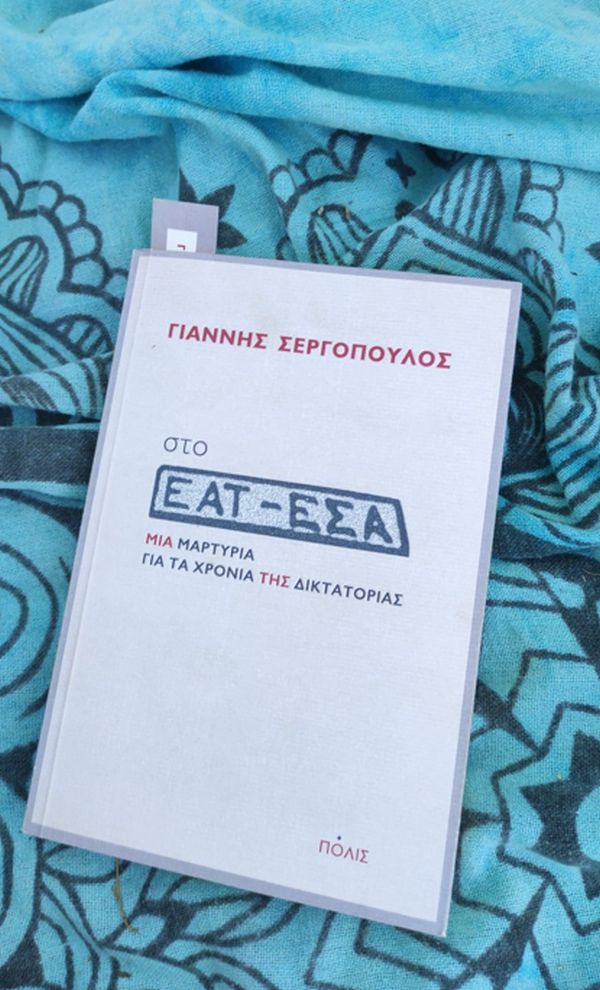 ΓΙΑΝΝΗΣ ΣΕΡΓΟΠΟΥΛΟΣ
στο
ΕΑΤ-ΕΣΑ
ΜΙΑ ΜΑΡΤΥΡΙΑ
ΓΙΑ ΤΑ ΧΡΟΝΙΑ ΤΗΣ ΔΙΚΤΑΤΟΡΙΑΣ
ΠΟΛΙΣ